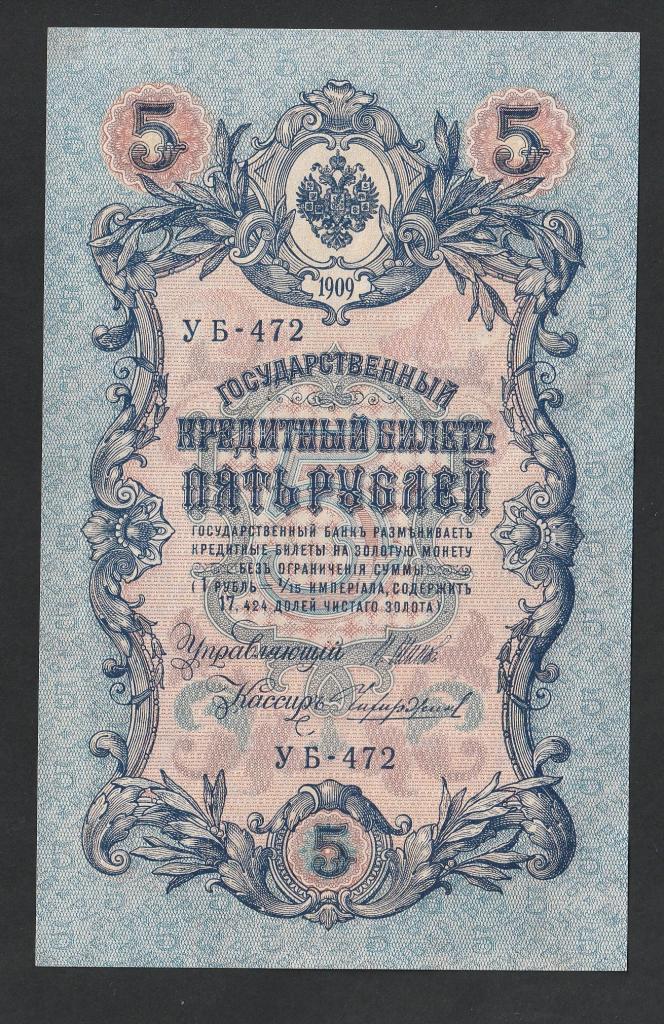 5 5
1909
УБ-472
ГОСУДАРСТВЕННЫЙ
КРЕДИТНЫЙ БИЛЕТЪ
ПЯТЬ РУБЛЕЙ
ГОСУДАРСТВЕННЫЙ БАНКЪ РАЗМѢНИВАЕТЪ
КРЕДИТНЫЕ БИЛЕТЫ НА ЗОЛОТУЮ МОНЕТУ
БЕЗЪ ОГРАНИЧЕНІЯ СУММЫ
(1 РУБЛЬ = 1/15 ИМПЕРІАЛА, СОДЕРЖИТЪ
17,424 ДОЛЕЙ ЧИСТАГО ЗОЛОТА)
Управляющій
Кассиръ
УБ-472
5